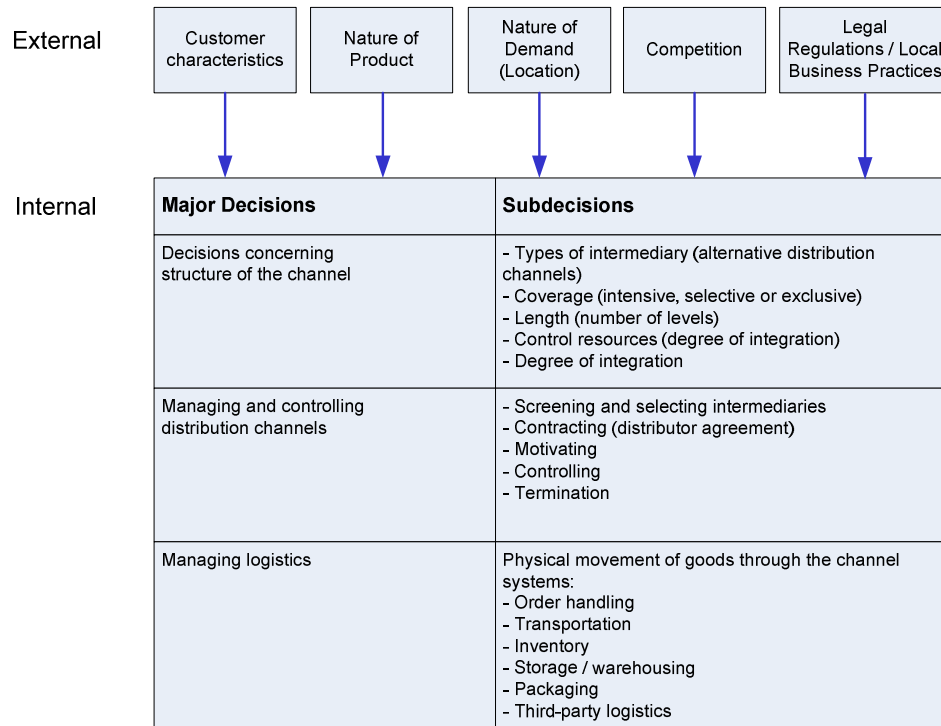 External
Customer
characteristics
Nature of
Product
Nature of
Demand
(Location)
Competition
Legal
Regulations / Local
Business Practices
Internal
Major Decisions
Subdecisions
Decisions concerning
structure of the channel
- Types of intermediary (alternative distribution
channels)
- Coverage (intensive, selective or exclusive)
- Length (number of levels)
- Control resources (degree of integration)
- Degree of integration
Managing and controlling
distribution channels
- Screening and selecting intermediaries
- Contracting (distributor agreement)
- Motivating
- Controlling
- Termination
Managing logistics
Physical movement of goods through the channel
systems:
- Order handling
- Transportation
- Inventory
- Storage / warehousing
- Packaging
- Third-party logistics